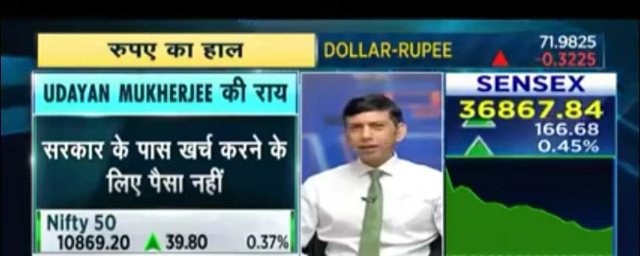 रुपए का हाल
DOLLAR-RUPEE
71.9825
-0.3225
UDAYAN MUKHERJEE की राय
सरकार के पास खर्च करने के
लिए पैसा नहीं
Nifty 50
10869.20 39.80 0.37%
SENSEX
36867.84
166.68
0.45%